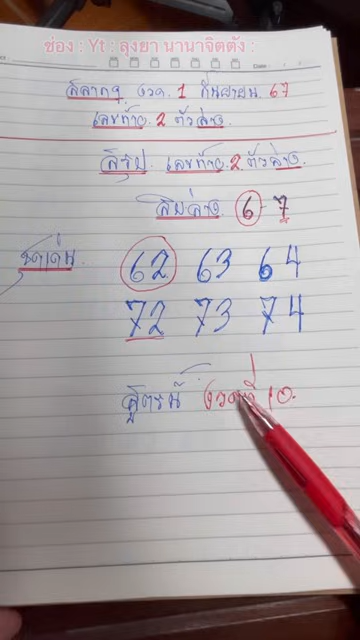 ช่อง : Yt : ลุงยา นานาจิตตัง :
Date
สลากฯ งวด. 1 กันยายน. 67
เลขท้าย 2 ตัวล่าง
สรุป. เลขท้าย 2 ตัวล่าง.
สิบล่าง. 6 7
เด่น. 62 63 64
72 73 74
สูตรนี้ งวดที่ 10.